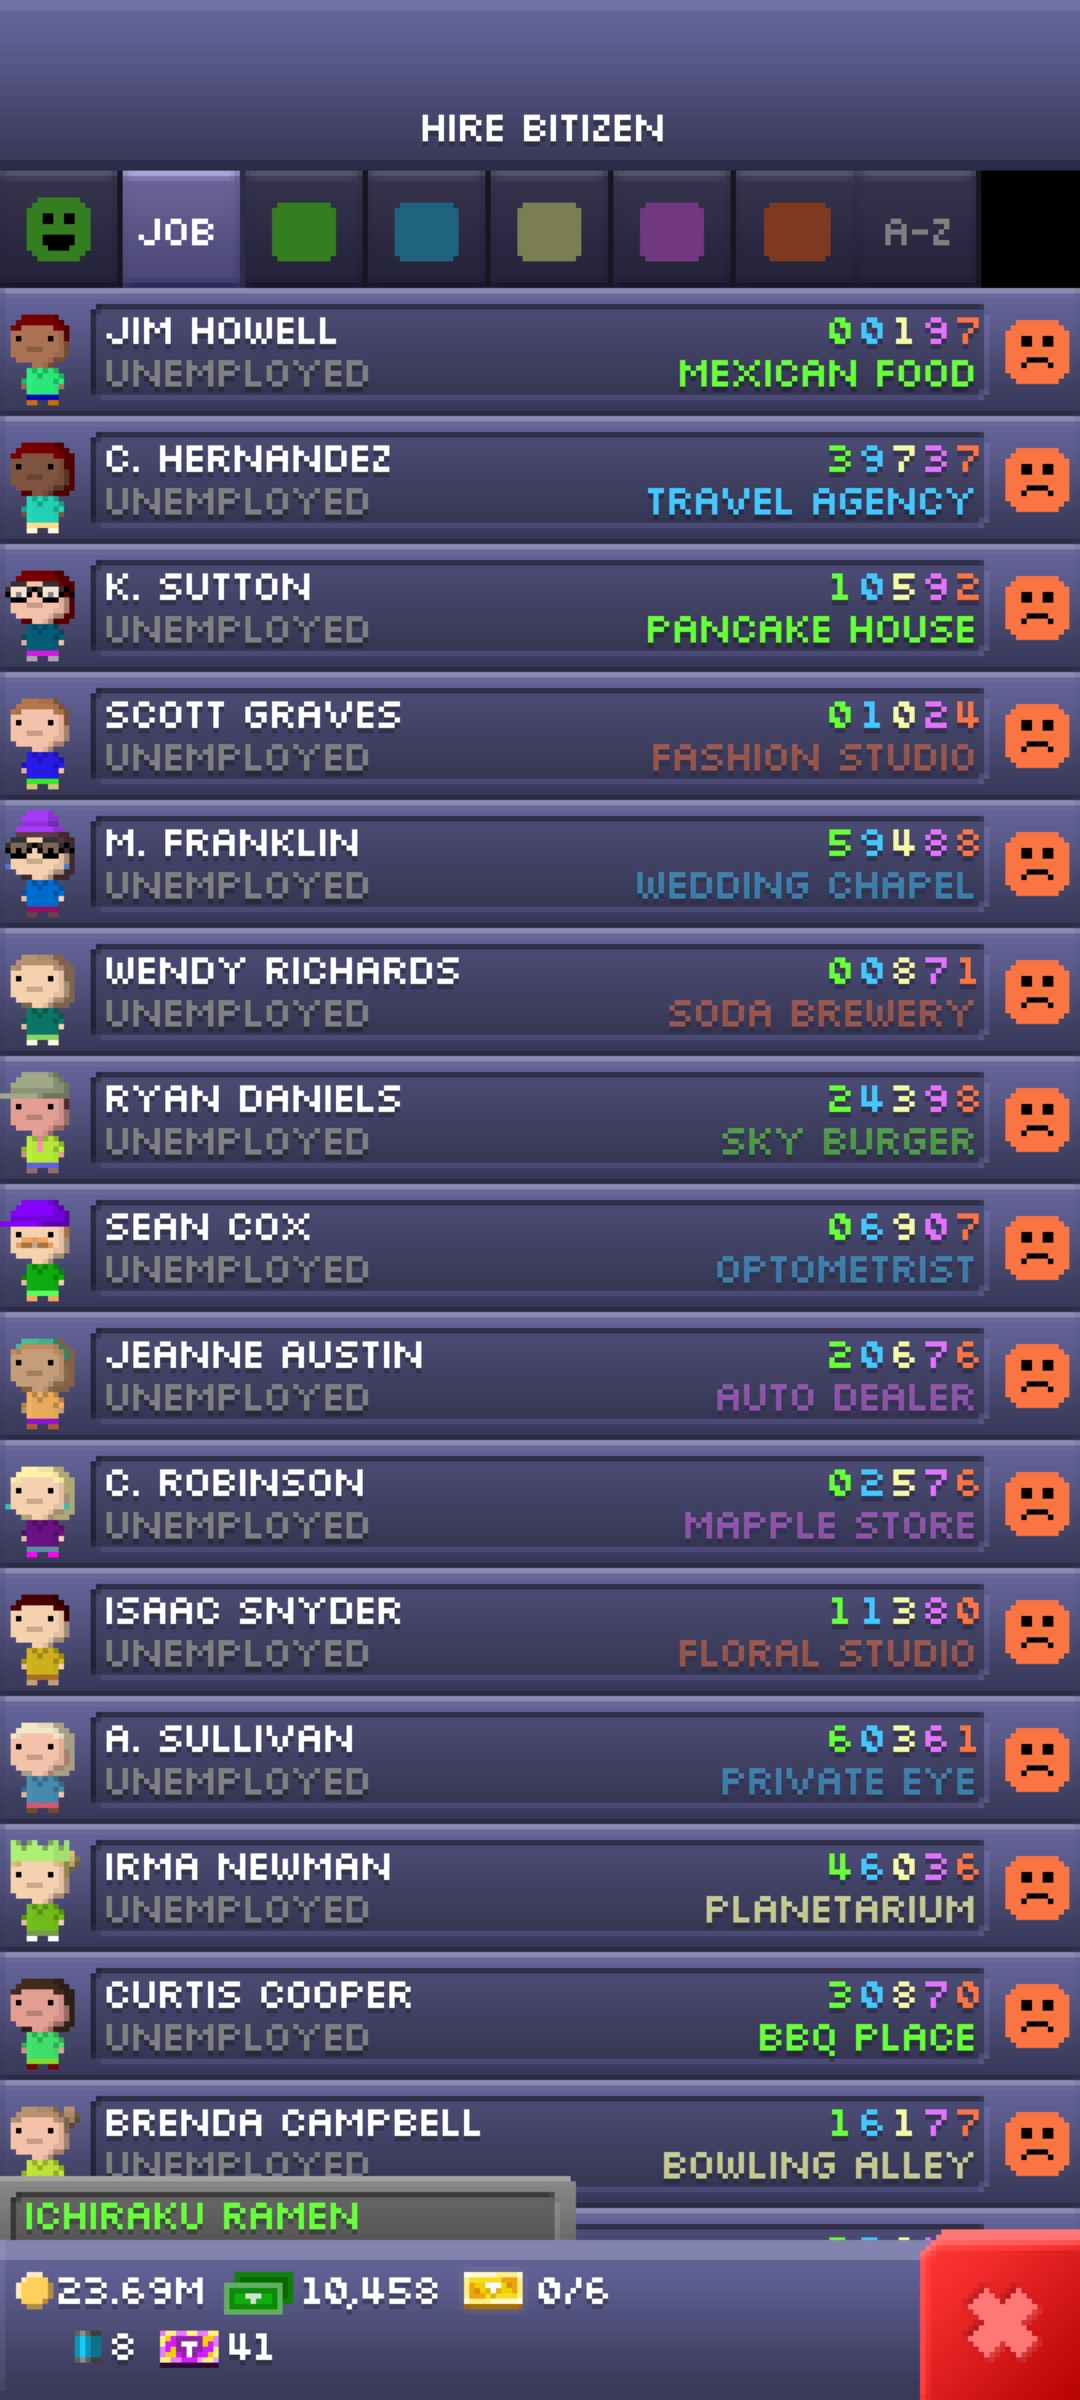 HIRE BITIZEN
JOB
A-Z
JIM HOWELL 00197
UNEMPLOYED MEXICAN FOOD
C. HERNANDEZ 39737
UNEMPLOYED TRAVEL AGENCY
K. SUTTON 10592
UNEMPLOYED PANCAKE HOUSE
SCOTT GRAVES 01024
UNEMPLOYED FASHION STUDIO
M. FRANKLIN 59488
UNEMPLOYED WEDDING CHAPEL
WENDY RICHARDS 00871
UNEMPLOYED SODA BREWERY
RYAN DANIELS 24398
UNEMPLOYED SKY BURGER
SEAN COX 06907
UNEMPLOYED OPTOMETRIST
JEANNE AUSTIN 20676
UNEMPLOYED AUTO DEALER
C. ROBINSON 02576
UNEMPLOYED MAPPLE STORE
ISAAC SNYDER 11380
UNEMPLOYED FLORAL STUDIO
A. SULLIVAN 60361
UNEMPLOYED PRIVATE EYE
IRMA NEWMAN 46036
UNEMPLOYED PLANETARIUM
CURTIS COOPER 30870
UNEMPLOYED BBQ PLACE
BRENDA CAMPBELL 16177
UNEMPLOYED BOWLING ALLEY
ICHIRAKU RAMEN
23.69M 10,458 0/6
8 41